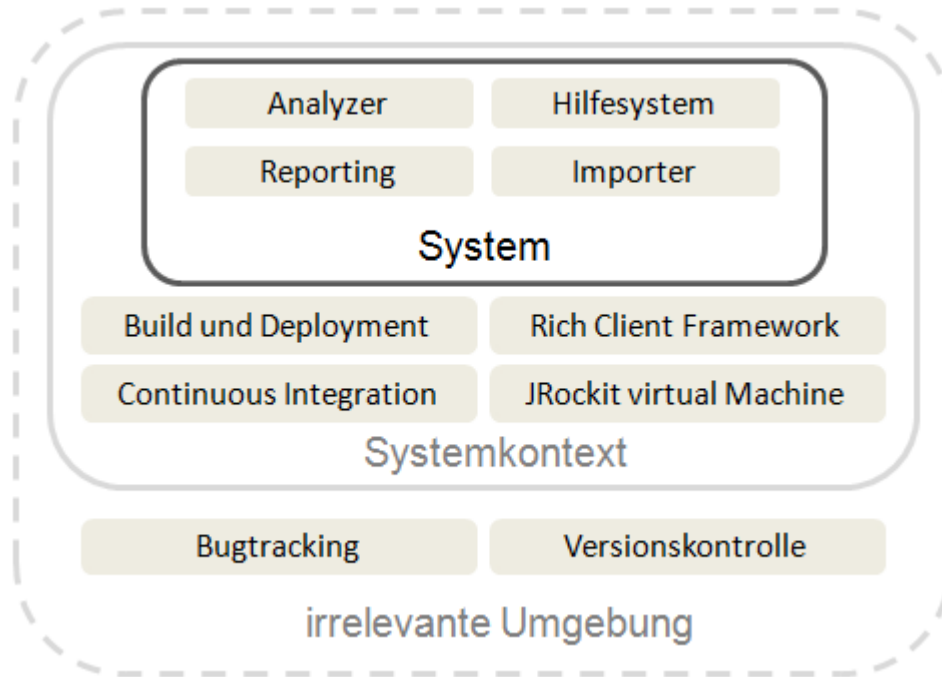 Analyzer
Hilfesystem
Reporting
Importer
System
Build und Deployment
Rich Client Framework
Continuous Integration
JRockit virtual Machine
Systemkontext
Bugtracking
Versionskontrolle
irrelevante Umgebung